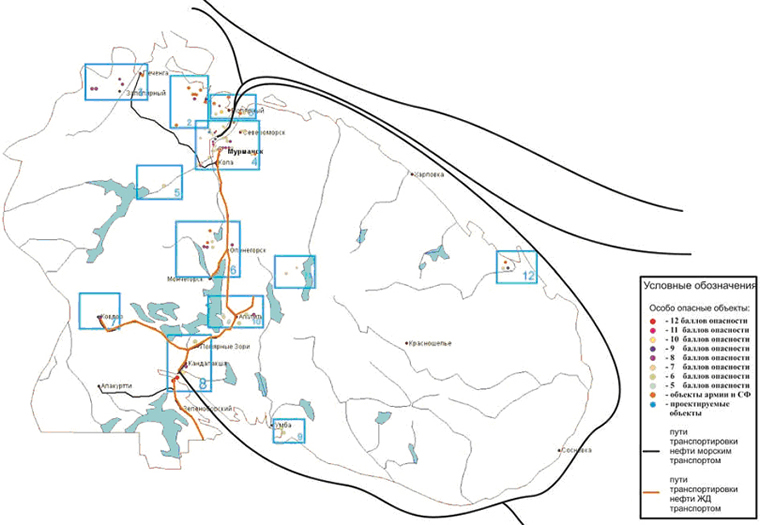 Печенга
Заполярный
2
Полярный
Североморск
Мурманск
4
Кола
5
Карповка
Оленегорск
6
Мончегорск
12
Ковдор
7
Апатиты
10
Полярные Зори
Кандалакша
8
Алакуртти
Зеленоборский
Краснощелье
Умба
9
Сосновка
Условные обозначения
Особо опасные объекты:
- 12 баллов опасности
- 11 баллов опасности
- 10 баллов опасности
- 9 баллов опасности
- 8 баллов опасности
- 7 баллов опасности
- 6 баллов опасности
- 5 баллов опасности
- объекты армии и СФ
- проектируемые
объекты
пути
транспортировки
нефти морским
транспортом
пути
транспортировки
нефти ЖД
транспортом